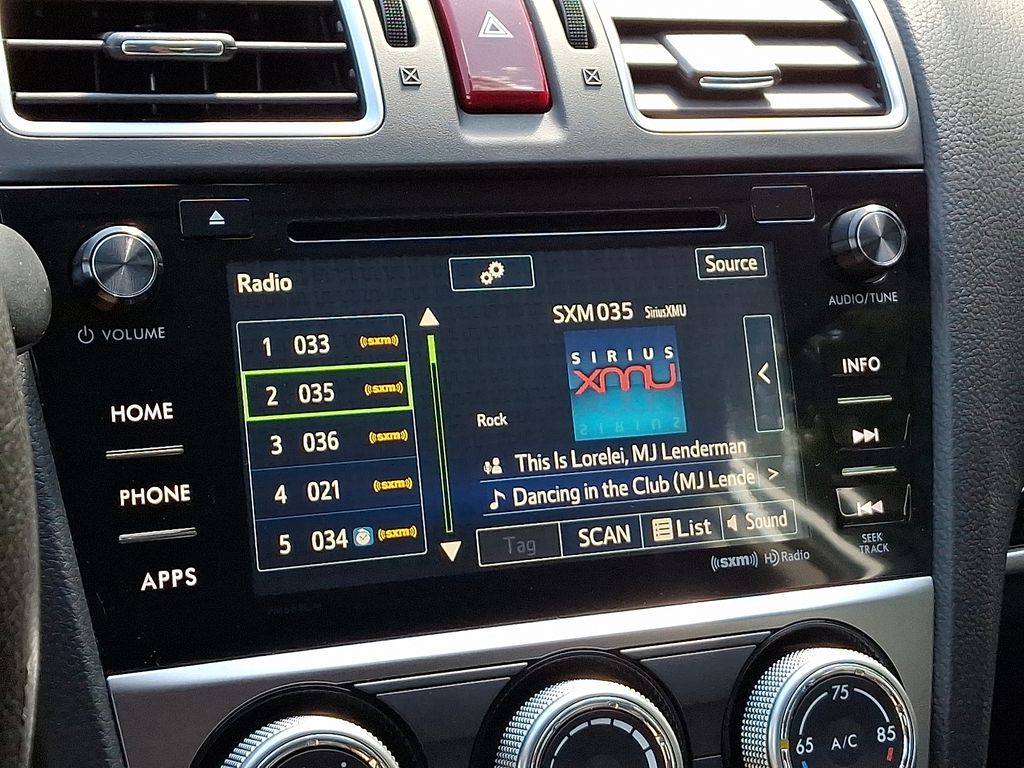 Radio
Source
SXM 035 SiriusXMU
1 033 ((sxm))
2 035 ((sxm))
3 036 ((sxm))
4 021 ((sxm))
5 034 ((sxm))
SIRIUS
XMU
Rock
This Is Lorelei, MJ Lenderman
Dancing in the Club (MJ Lende >
Tag SCAN List Sound
((sxm)) HD Radio
VOLUME
HOME
PHONE
APPS
AUDIO/TUNE
INFO
SEEK
TRACK
75
65 A/C 85